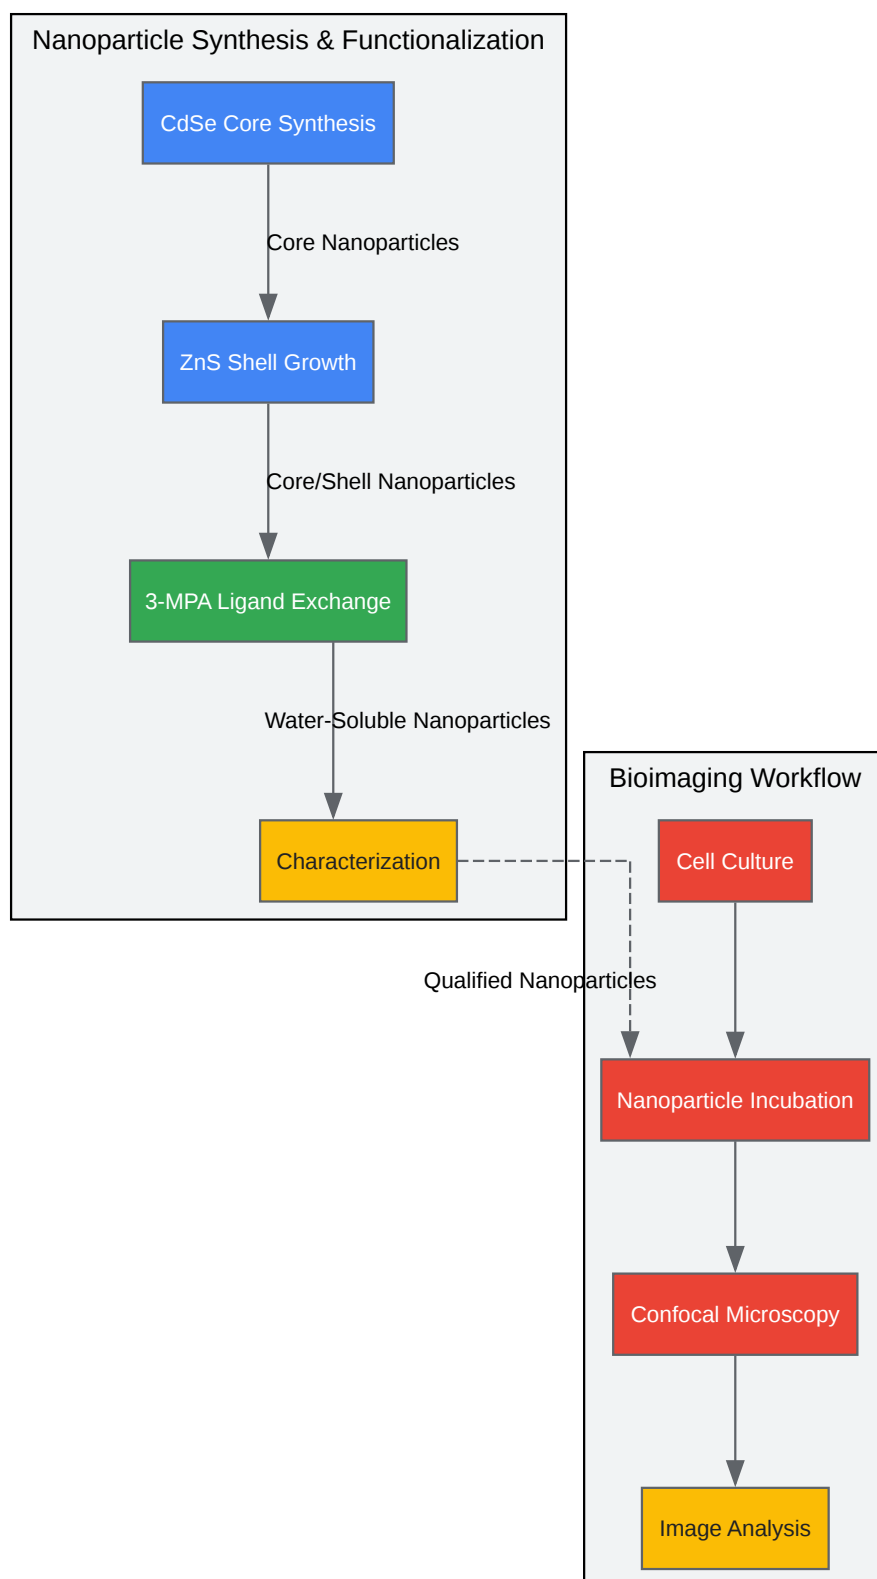 Nanoparticle Synthesis & Functionalization
CdSe Core Synthesis
Core Nanoparticles
ZnS Shell Growth
Core/Shell Nanoparticles
3-MPA Ligand Exchange
Water-Soluble Nanoparticles
Characterization
Bioimaging Workflow
Cell Culture
Qualified Nanoparticles
Nanoparticle Incubation
Confocal Microscopy
Image Analysis